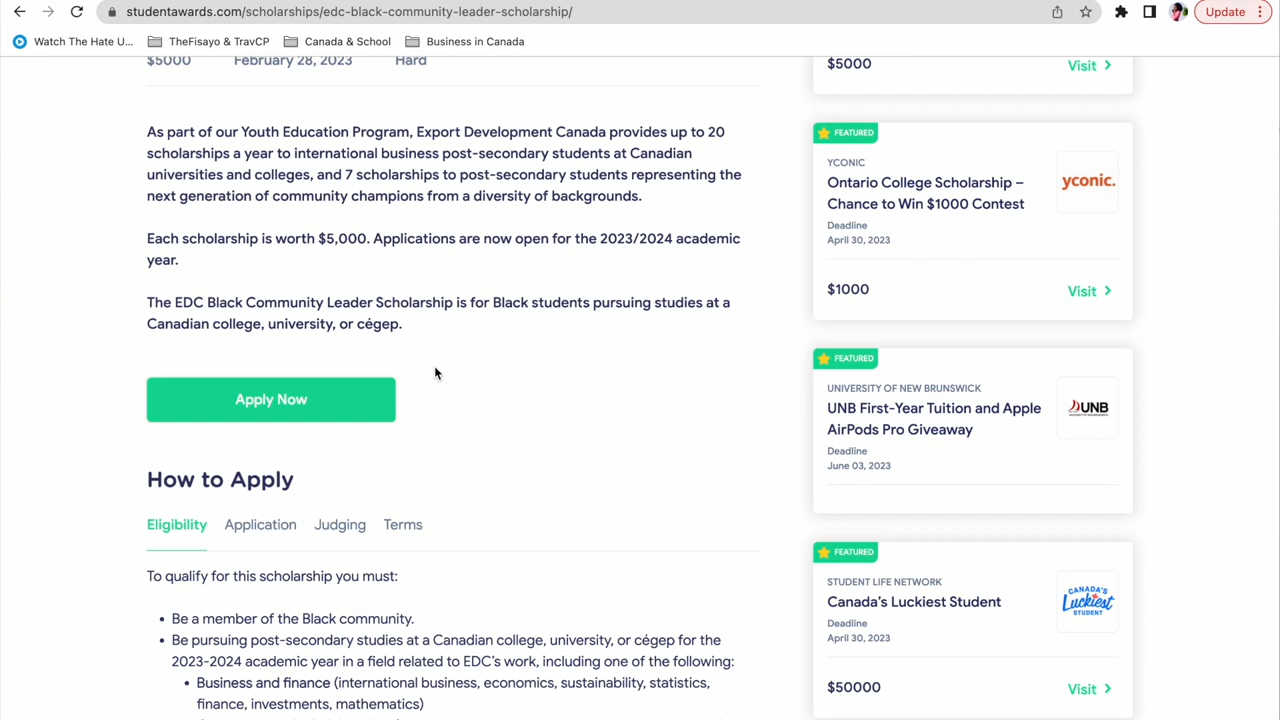 studentawards.com/scholarships/edc-black-community-leader-scholarship/
Update
Watch The Hate U...
TheFisayo & TravCP
Canada & School
Business in Canada
$5000
February 28, 2023
Hard
As part of our Youth Education Program, Export Development Canada provides up to 20
scholarships a year to international business post-secondary students at Canadian
universities and colleges, and 7 scholarships to post-secondary students representing the
next generation of community champions from a diversity of backgrounds.
Each scholarship is worth $5,000. Applications are now open for the 2023/2024 academic
year.
The EDC Black Community Leader Scholarship is for Black students pursuing studies at a
Canadian college, university, or cégep.
Apply Now
How to Apply
Eligibility
Application
Judging
Terms
To qualify for this scholarship you must:
• Be a member of the Black community.
• Be pursuing post-secondary studies at a Canadian college, university, or cégep for the
2023-2024 academic year in a field related to EDC's work, including one of the following:
• Business and finance (international business, economics, sustainability, statistics,
finance, investments, mathematics)
$5000
Visit
FEATURED
YCONIC
Ontario College Scholarship –
Chance to Win $1000 Contest
yconic.
Deadline
April 30, 2023
$1000
Visit
FEATURED
UNIVERSITY OF NEW BRUNSWICK
UNB First-Year Tuition and Apple
AirPods Pro Giveaway
UNB
Deadline
June 03, 2023
FEATURED
STUDENT LIFE NETWORK
Canada's Luckiest Student
CANADA'S
Luckiest
STUDENT
Deadline
April 30, 2023
$50000
Visit